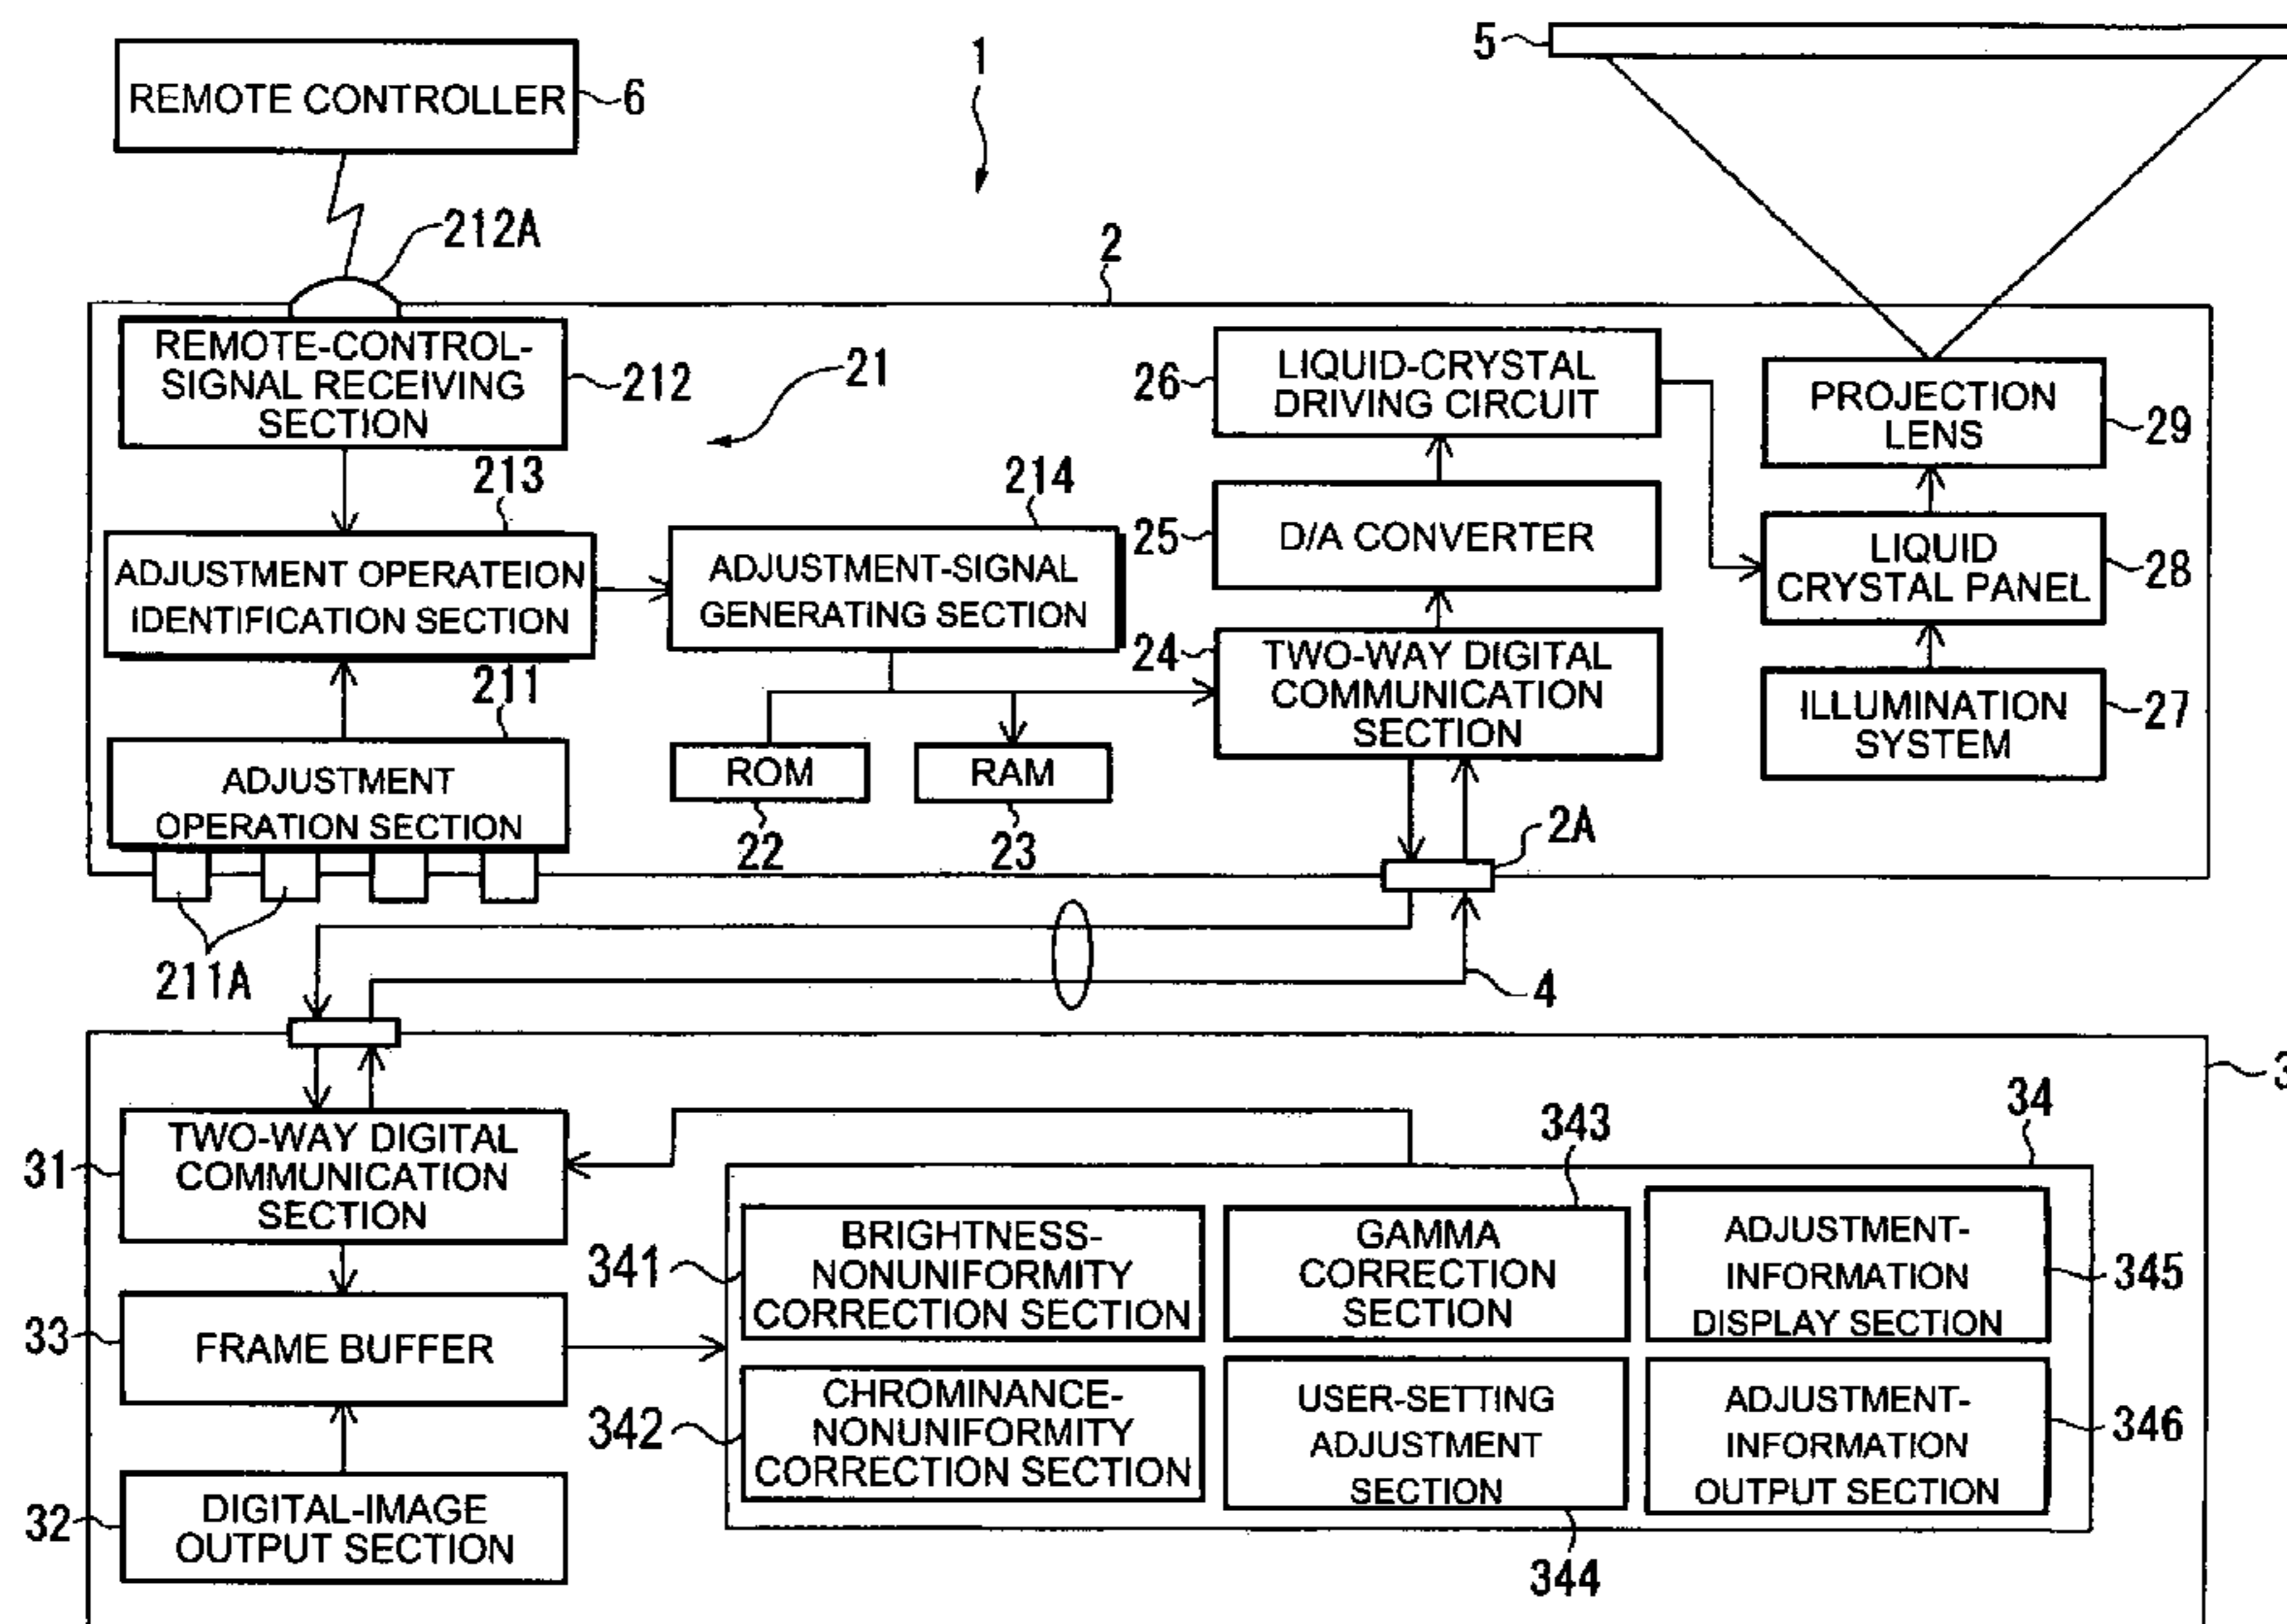 5
1
REMOTE CONTROLLER
6
212A
2
REMOTE-CONTROL-
SIGNAL RECEIVING
SECTION
212
21
26
LIQUID-CRYSTAL
DRIVING CIRCUIT
PROJECTION
LENS
29
213
214
ADJUSTMENT OPERATEION
IDENTIFICATION SECTION
ADJUSTMENT-SIGNAL
GENERATING SECTION
25
D/A CONVERTER
LIQUID
CRYSTAL PANEL
28
211
24
TWO-WAY DIGITAL
COMMUNICATION
SECTION
ILLUMINATION
SYSTEM
27
ADJUSTMENT
OPERATION SECTION
ROM
RAM
22
23
2A
211A
4
3
34
31
TWO-WAY DIGITAL
COMMUNICATION
SECTION
343
341
BRIGHTNESS-
NONUNIFORMITY
CORRECTION SECTION
GAMMA
CORRECTION
SECTION
ADJUSTMENT-
INFORMATION
DISPLAY SECTION
345
33
FRAME BUFFER
342
CHROMINANCE-
NONUNIFORMITY
CORRECTION SECTION
USER-SETTING
ADJUSTMENT
SECTION
ADJUSTMENT-
INFORMATION
OUTPUT SECTION
346
32
DIGITAL-IMAGE
OUTPUT SECTION
344